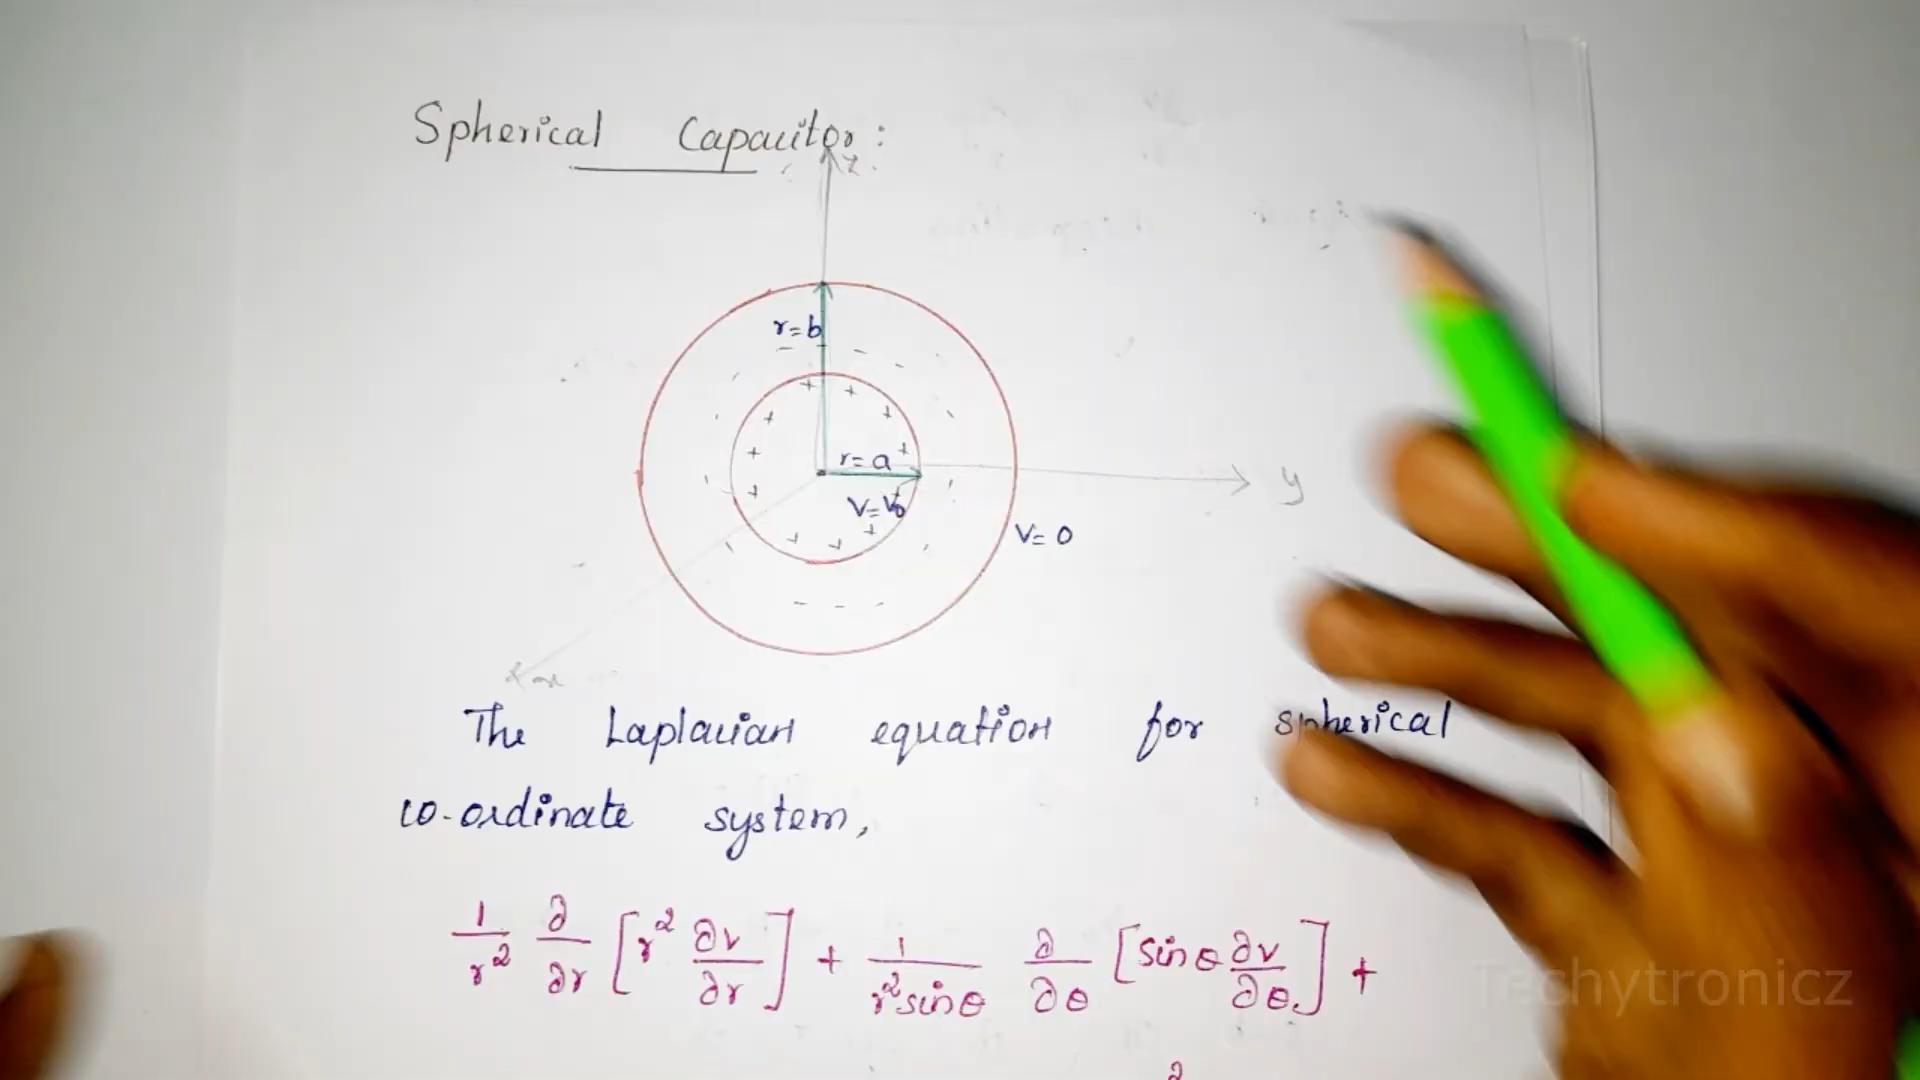 Spherical Capacitor:
z
r=b
r=a
V=V₀
V=0
y
x
The Laplacian equation for spherical
co-ordinate system,
1/r² ∂/∂r [r² ∂v/∂r] + 1/r²sinθ ∂/∂θ [sinθ ∂v/∂θ] +
2
Techytronicz